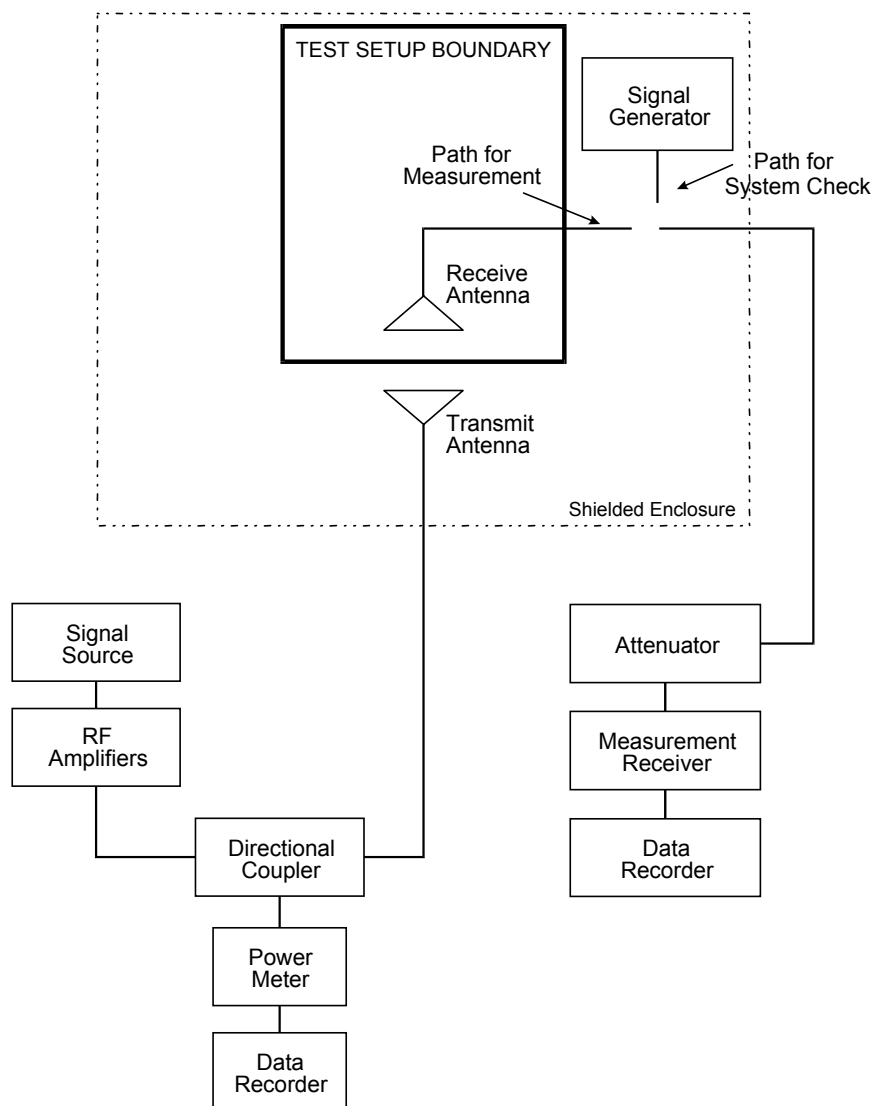 TEST SETUP BOUNDARY
Signal
Generator
Path for
Measurement
Path for
System Check
Receive
Antenna
Transmit
Antenna
Shielded Enclosure
Signal
Source
RF
Amplifiers
Directional
Coupler
Power
Meter
Data
Recorder
Attenuator
Measurement
Receiver
Data
Recorder